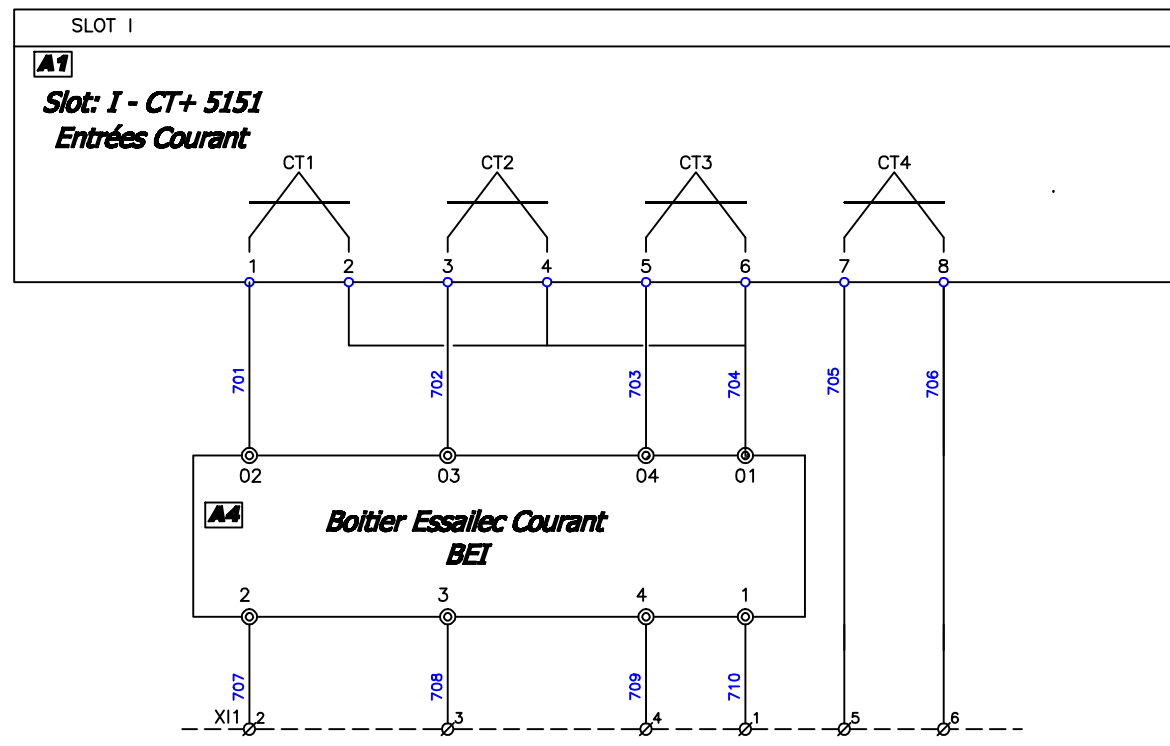 SLOT I
A1
Slot: I - CT+ 5151
Entrées Courant
CT1 CT2 CT3 CT4
1 2 3 4 5 6 7 8
701 702 703 704 705 706
02 03 04 01
A4
Boitier Essailec Courant
BEI
2 3 4 1
707 708 709 710
XI1 2 3 4 1 5 6